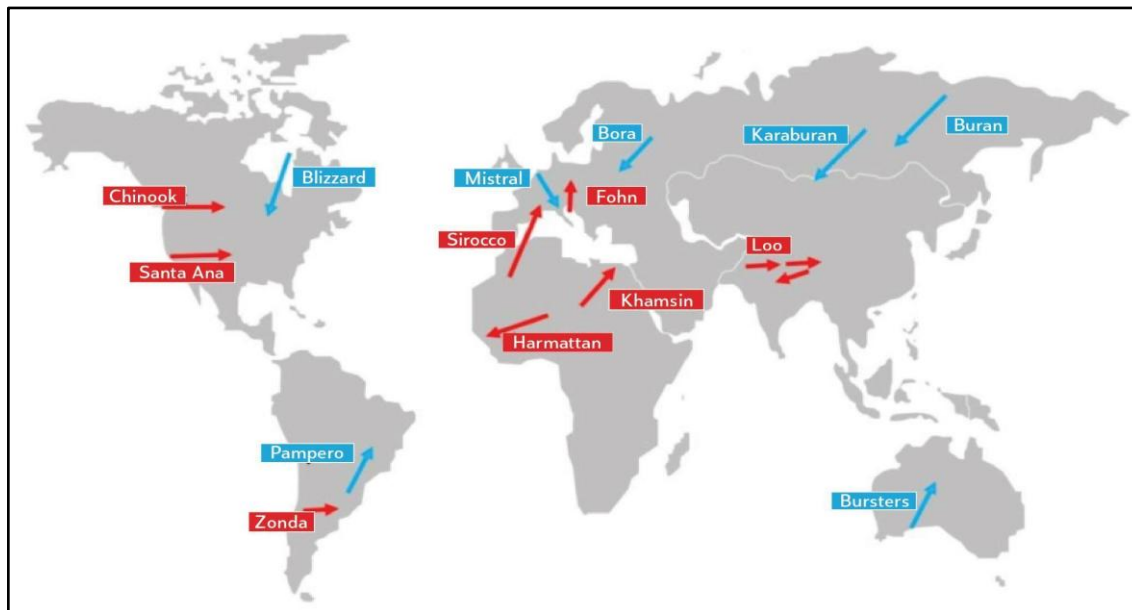 Bora
Karaburan
Buran
Mistral
Blizzard
Chinook
Fohn
Sirocco
Loo
Santa Ana
Khamsin
Harmattan
Pampero
Bursters
Zonda